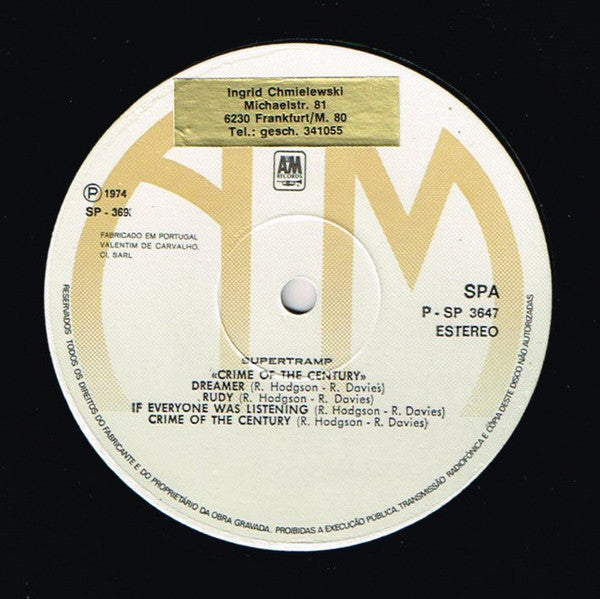 Ingrid Chmielewski
Michaelstr. 81
6230 Frankfurt/M. 80
Tel.: gesch. 341055
A&M
RECORDS
Ⓟ 1974
SP - 369
FABRICADO EM PORTUGAL
VALENTIM DE CARVALHO,
CI, SARL
SPA
P - SP 3647
ESTEREO
SUPERTRAMP
«CRIME OF THE CENTURY»
DREAMER (R. Hodgson - R. Davies)
RUDY (R. Hodgson - R. Davies)
IF EVERYONE WAS LISTENING (R. Hodgson - R. Davies)
CRIME OF THE CENTURY (R. Hodgson - R. Davies)
RESERVADOS TODOS OS DIREITOS DO FABRICANTE E DO PROPRIETÁRIO DA OBRA GRAVADA. PROIBIDAS A EXECUÇÃO PÚBLICA, TRANSMISSÃO RADIOFÓNICA E CÓPIA DESTE DISCO NÃO AUTORIZADAS